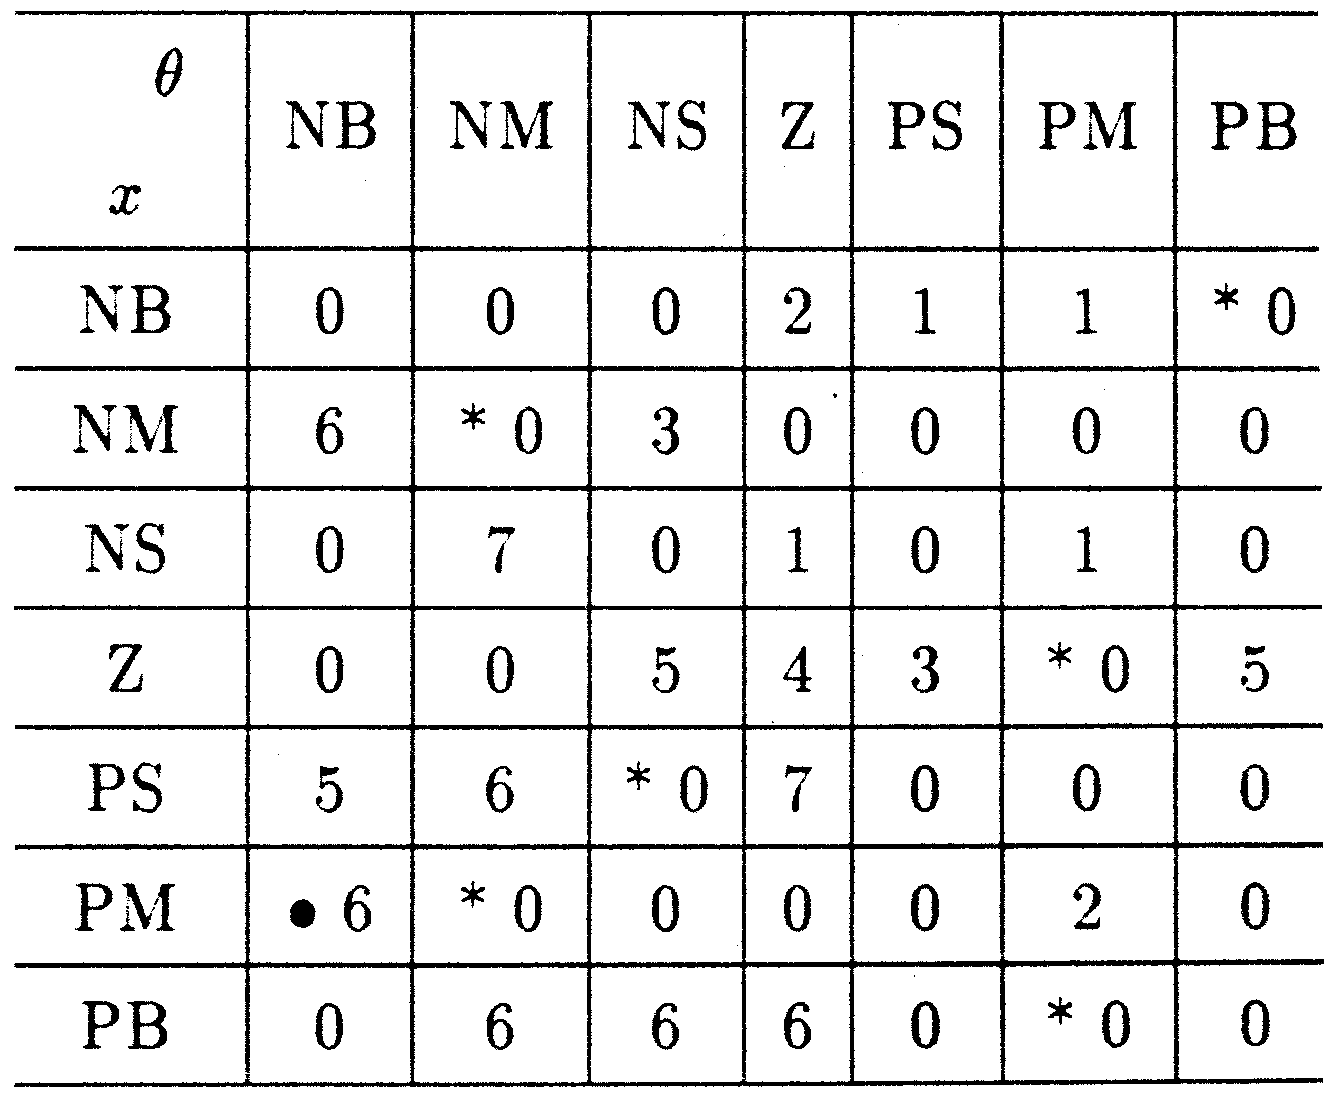 θ
NB NM NS Z PS PM PB
x
NB 0 0 0 2 1 1 * 0
NM 6 * 0 3 0 0 0 0
NS 0 7 0 1 0 1 0
Z 0 0 5 4 3 * 0 5
PS 5 6 * 0 7 0 0 0
PM ● 6 * 0 0 0 0 2 0
PB 0 6 6 6 0 * 0 0